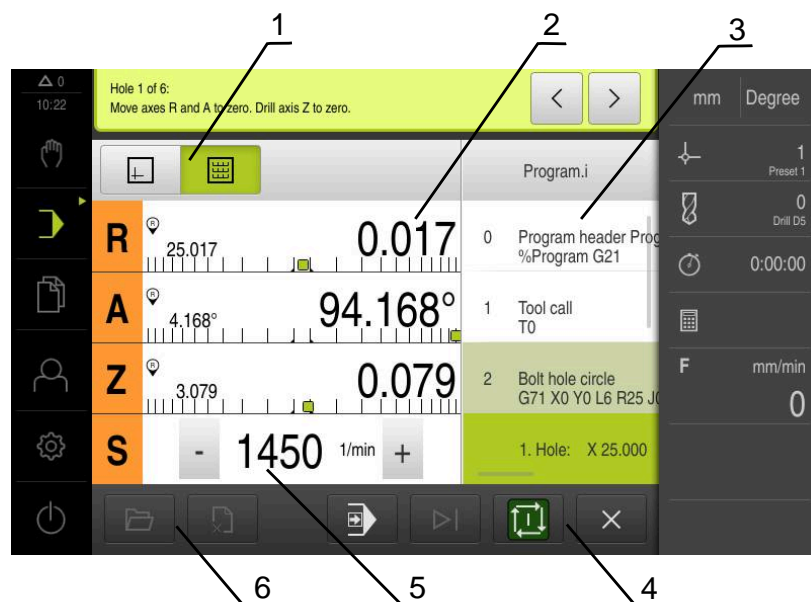 1
2
3
0
10:22
Hole 1 of 6:
Move axes R and A to zero. Drill axis Z to zero.
< >
mm Degree
Program.i
1
Preset 1
0
Drill D5
0:00:00
F mm/min
0
R R 25.017 0.017
A R 4.168° 94.168°
Z R 3.079 0.079
S - 1450 1/min +
0 Program header Prog
%Program G21
1 Tool call
T0
2 Bolt hole circle
G71 X0 Y0 L6 R25 J0
1. Hole: X 25.000
6
5
4